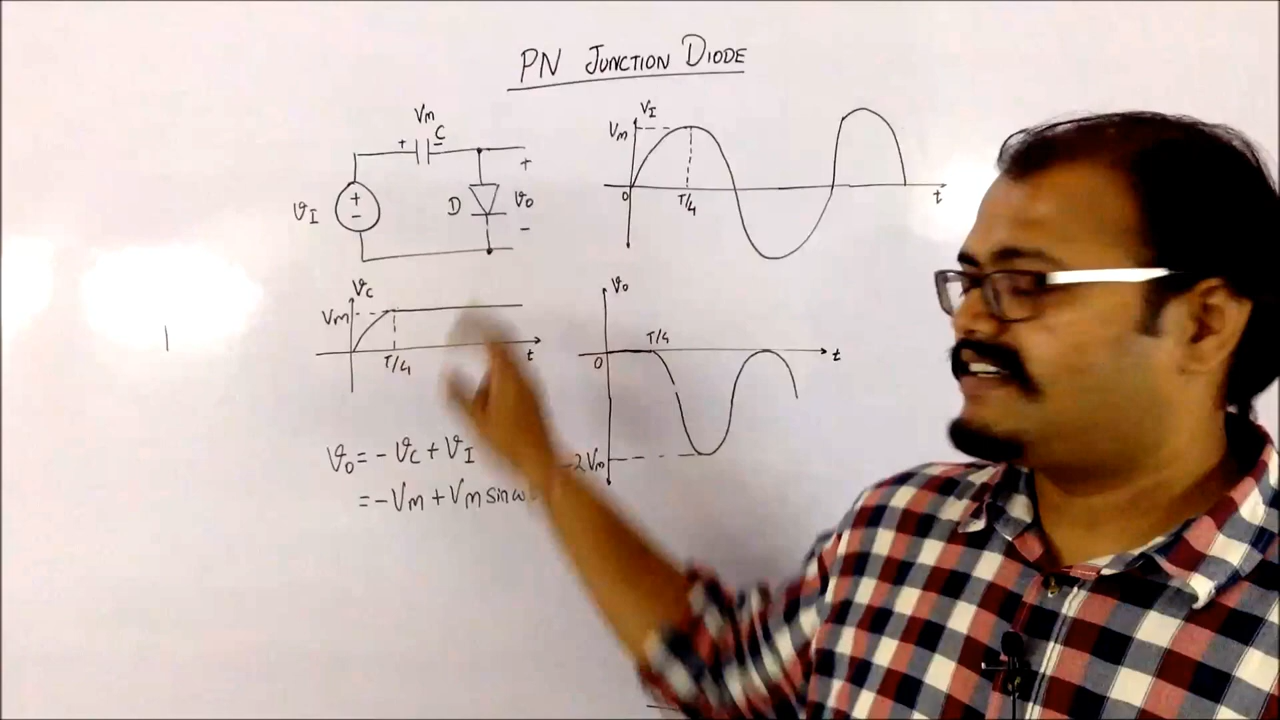 PN JUNCTION DIODE
Vm
+ C
+
+
-
vI
D
vo
-
VI
Vm
0
T/4
t
vc
Vm
T/4
t
vo
0
T/4
t
-2Vm
vo = - vc + vI
= - Vm + Vm sin ω